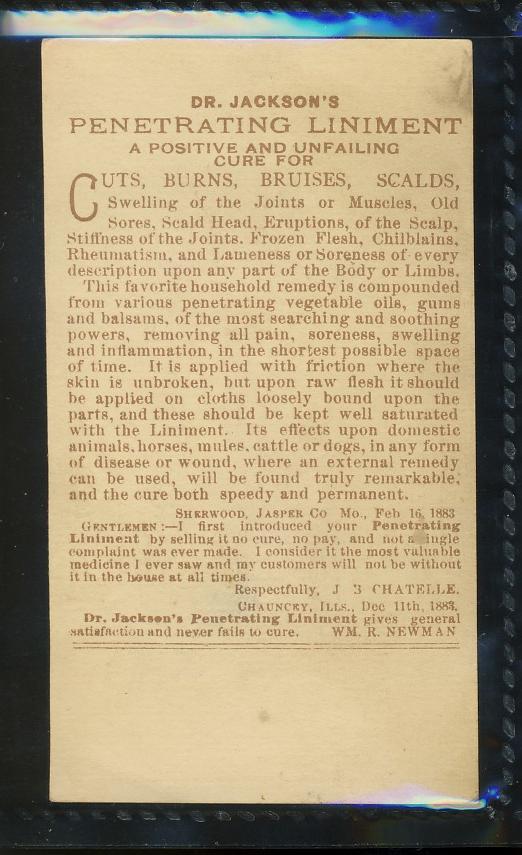 DR. JACKSON'S
PENETRATING LINIMENT
A POSITIVE AND UNFAILING
CURE FOR
CUTS, BURNS, BRUISES, SCALDS,
Swelling of the Joints or Muscles, Old
Sores, Scald Head, Eruptions, of the Scalp,
Stiffness of the Joints. Frozen Flesh, Chilblains,
Rheumatism, and Lameness or Soreness of every
description upon any part of the Body or Limbs.
This favorite household remedy is compounded
from various penetrating vegetable oils, gums
and balsams, of the most searching and soothing
powers, removing all pain, soreness, swelling
and inflammation, in the shortest possible space
of time. It is applied with friction where the
skin is unbroken, but upon raw flesh it should
be applied on cloths loosely bound upon the
parts, and these should be kept well saturated
with the Liniment. Its effects upon domestic
animals, horses, mules, cattle or dogs, in any form
of disease or wound, where an external remedy
can be used, will be found truly remarkable,
and the cure both speedy and permanent.
SHERWOOD, JASPER CO MO., Feb 16, 1883
GENTLEMEN:—I first introduced your Penetrating
Liniment by selling it no cure, no pay, and not a single
complaint was ever made. I consider it the most valuable
medicine I ever saw and my customers will not be without
it in the house at all times.
Respectfully, J B CHATELLE.
CHAUNCEY, ILLS., Dec 11th, 1883.
Dr. Jackson's Penetrating Liniment gives general
satisfaction and never fails to cure. WM. R. NEWMAN